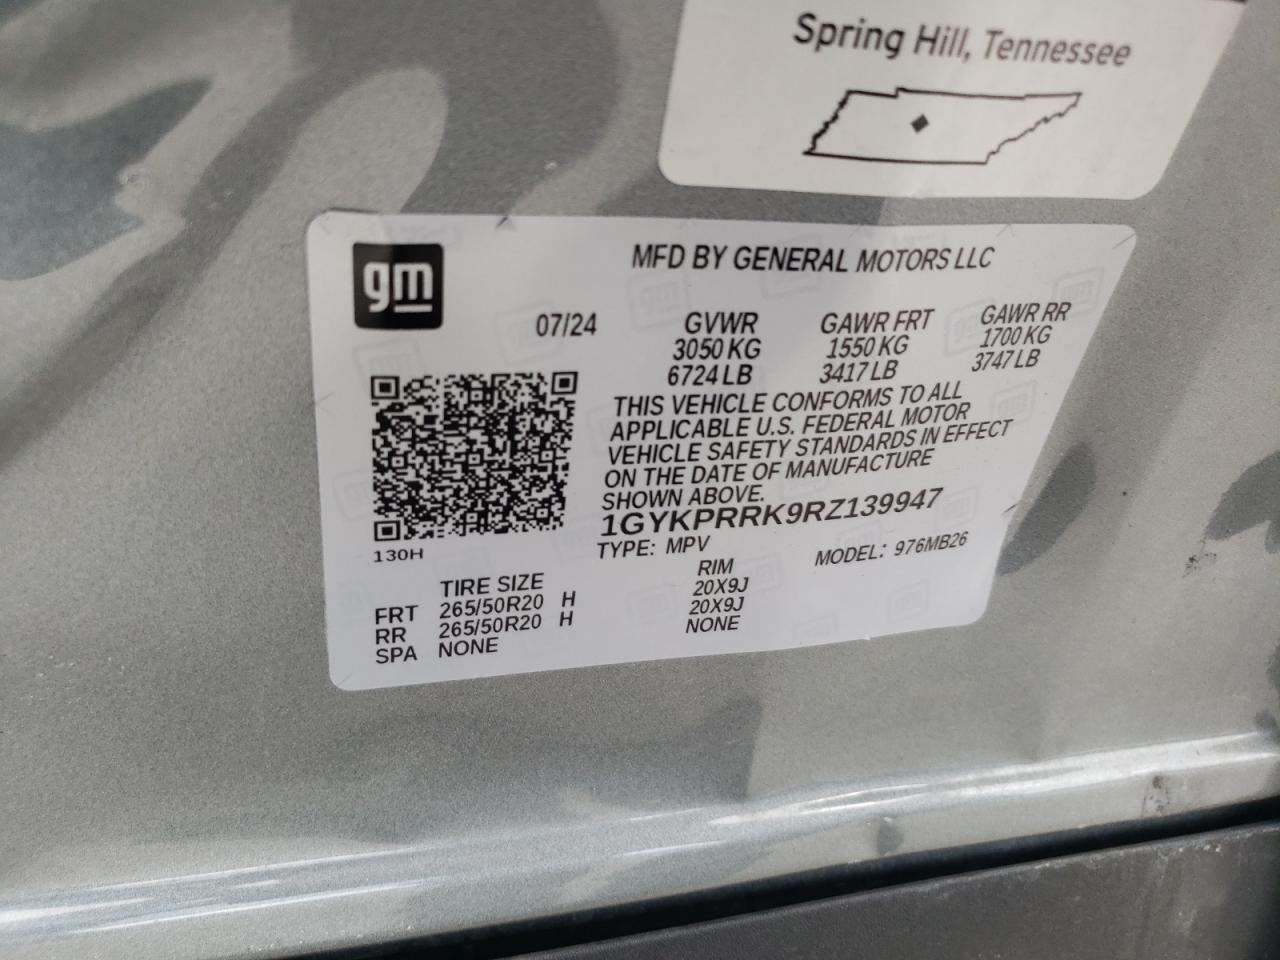 Spring Hill, Tennessee
gm
MFD BY GENERAL MOTORS LLC
07/24 GVWR GAWR FRT GAWR RR
3050 KG 1550 KG 1700 KG
6724 LB 3417 LB 3747 LB
THIS VEHICLE CONFORMS TO ALL
APPLICABLE U.S. FEDERAL MOTOR
VEHICLE SAFETY STANDARDS IN EFFECT
ON THE DATE OF MANUFACTURE
SHOWN ABOVE.
1GYKPRRK9RZ139947
130H TYPE: MPV MODEL: 976MB26
TIRE SIZE RIM
FRT 265/50R20 H 20X9J
RR 265/50R20 H 20X9J
SPA NONE NONE